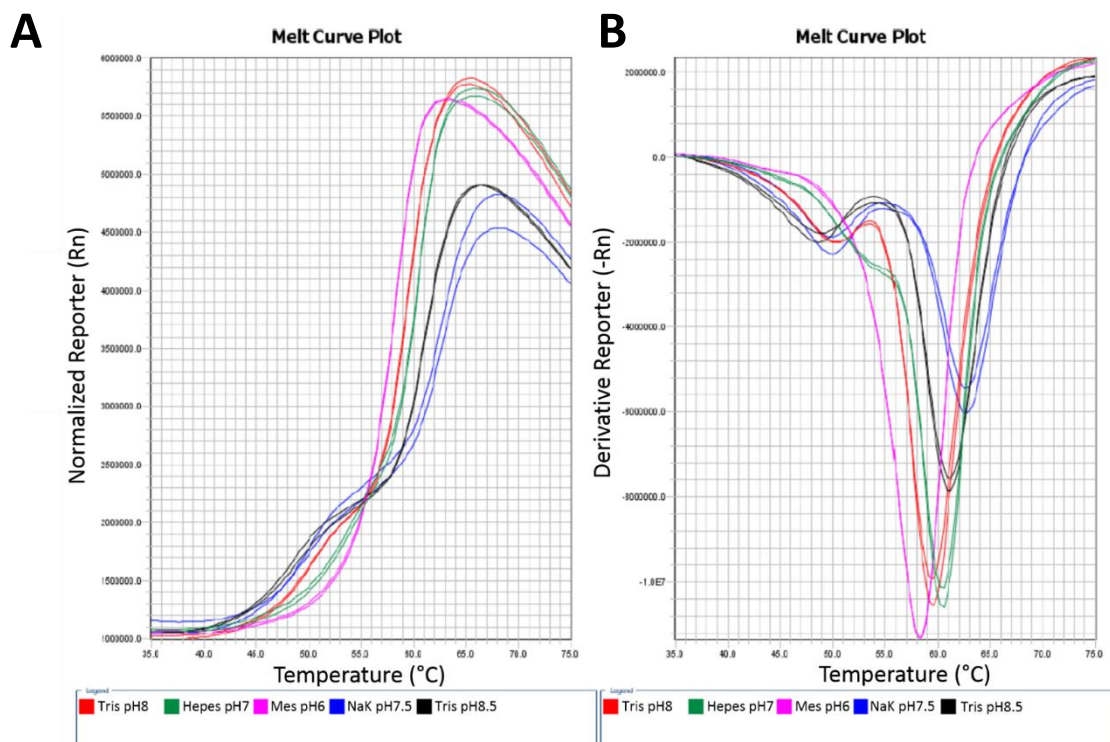 A
Melt Curve Plot
6000000.0
5500000.0
5000000.0
4500000.0
4000000.0
3500000.0
3000000.0
2500000.0
2000000.0
1500000.0
1000000.0
Normalized Reporter (Rn)
35.0 40.0 45.0 50.0 55.0 60.0 65.0 70.0 75.0
Temperature (°C)
Legend
Tris pH8 Hepes pH7 Mes pH6 NaK pH7.5 Tris pH8.5
B
Melt Curve Plot
2000000.0
0.0
-2000000.0
-4000000.0
-6000000.0
-8000000.0
-1.0E7
Derivative Reporter (-Rn)
35.0 40.0 45.0 50.0 55.0 60.0 65.0 70.0 75.0
Temperature (°C)
Legend
Tris pH8 Hepes pH7 Mes pH6 NaK pH7.5 Tris pH8.5